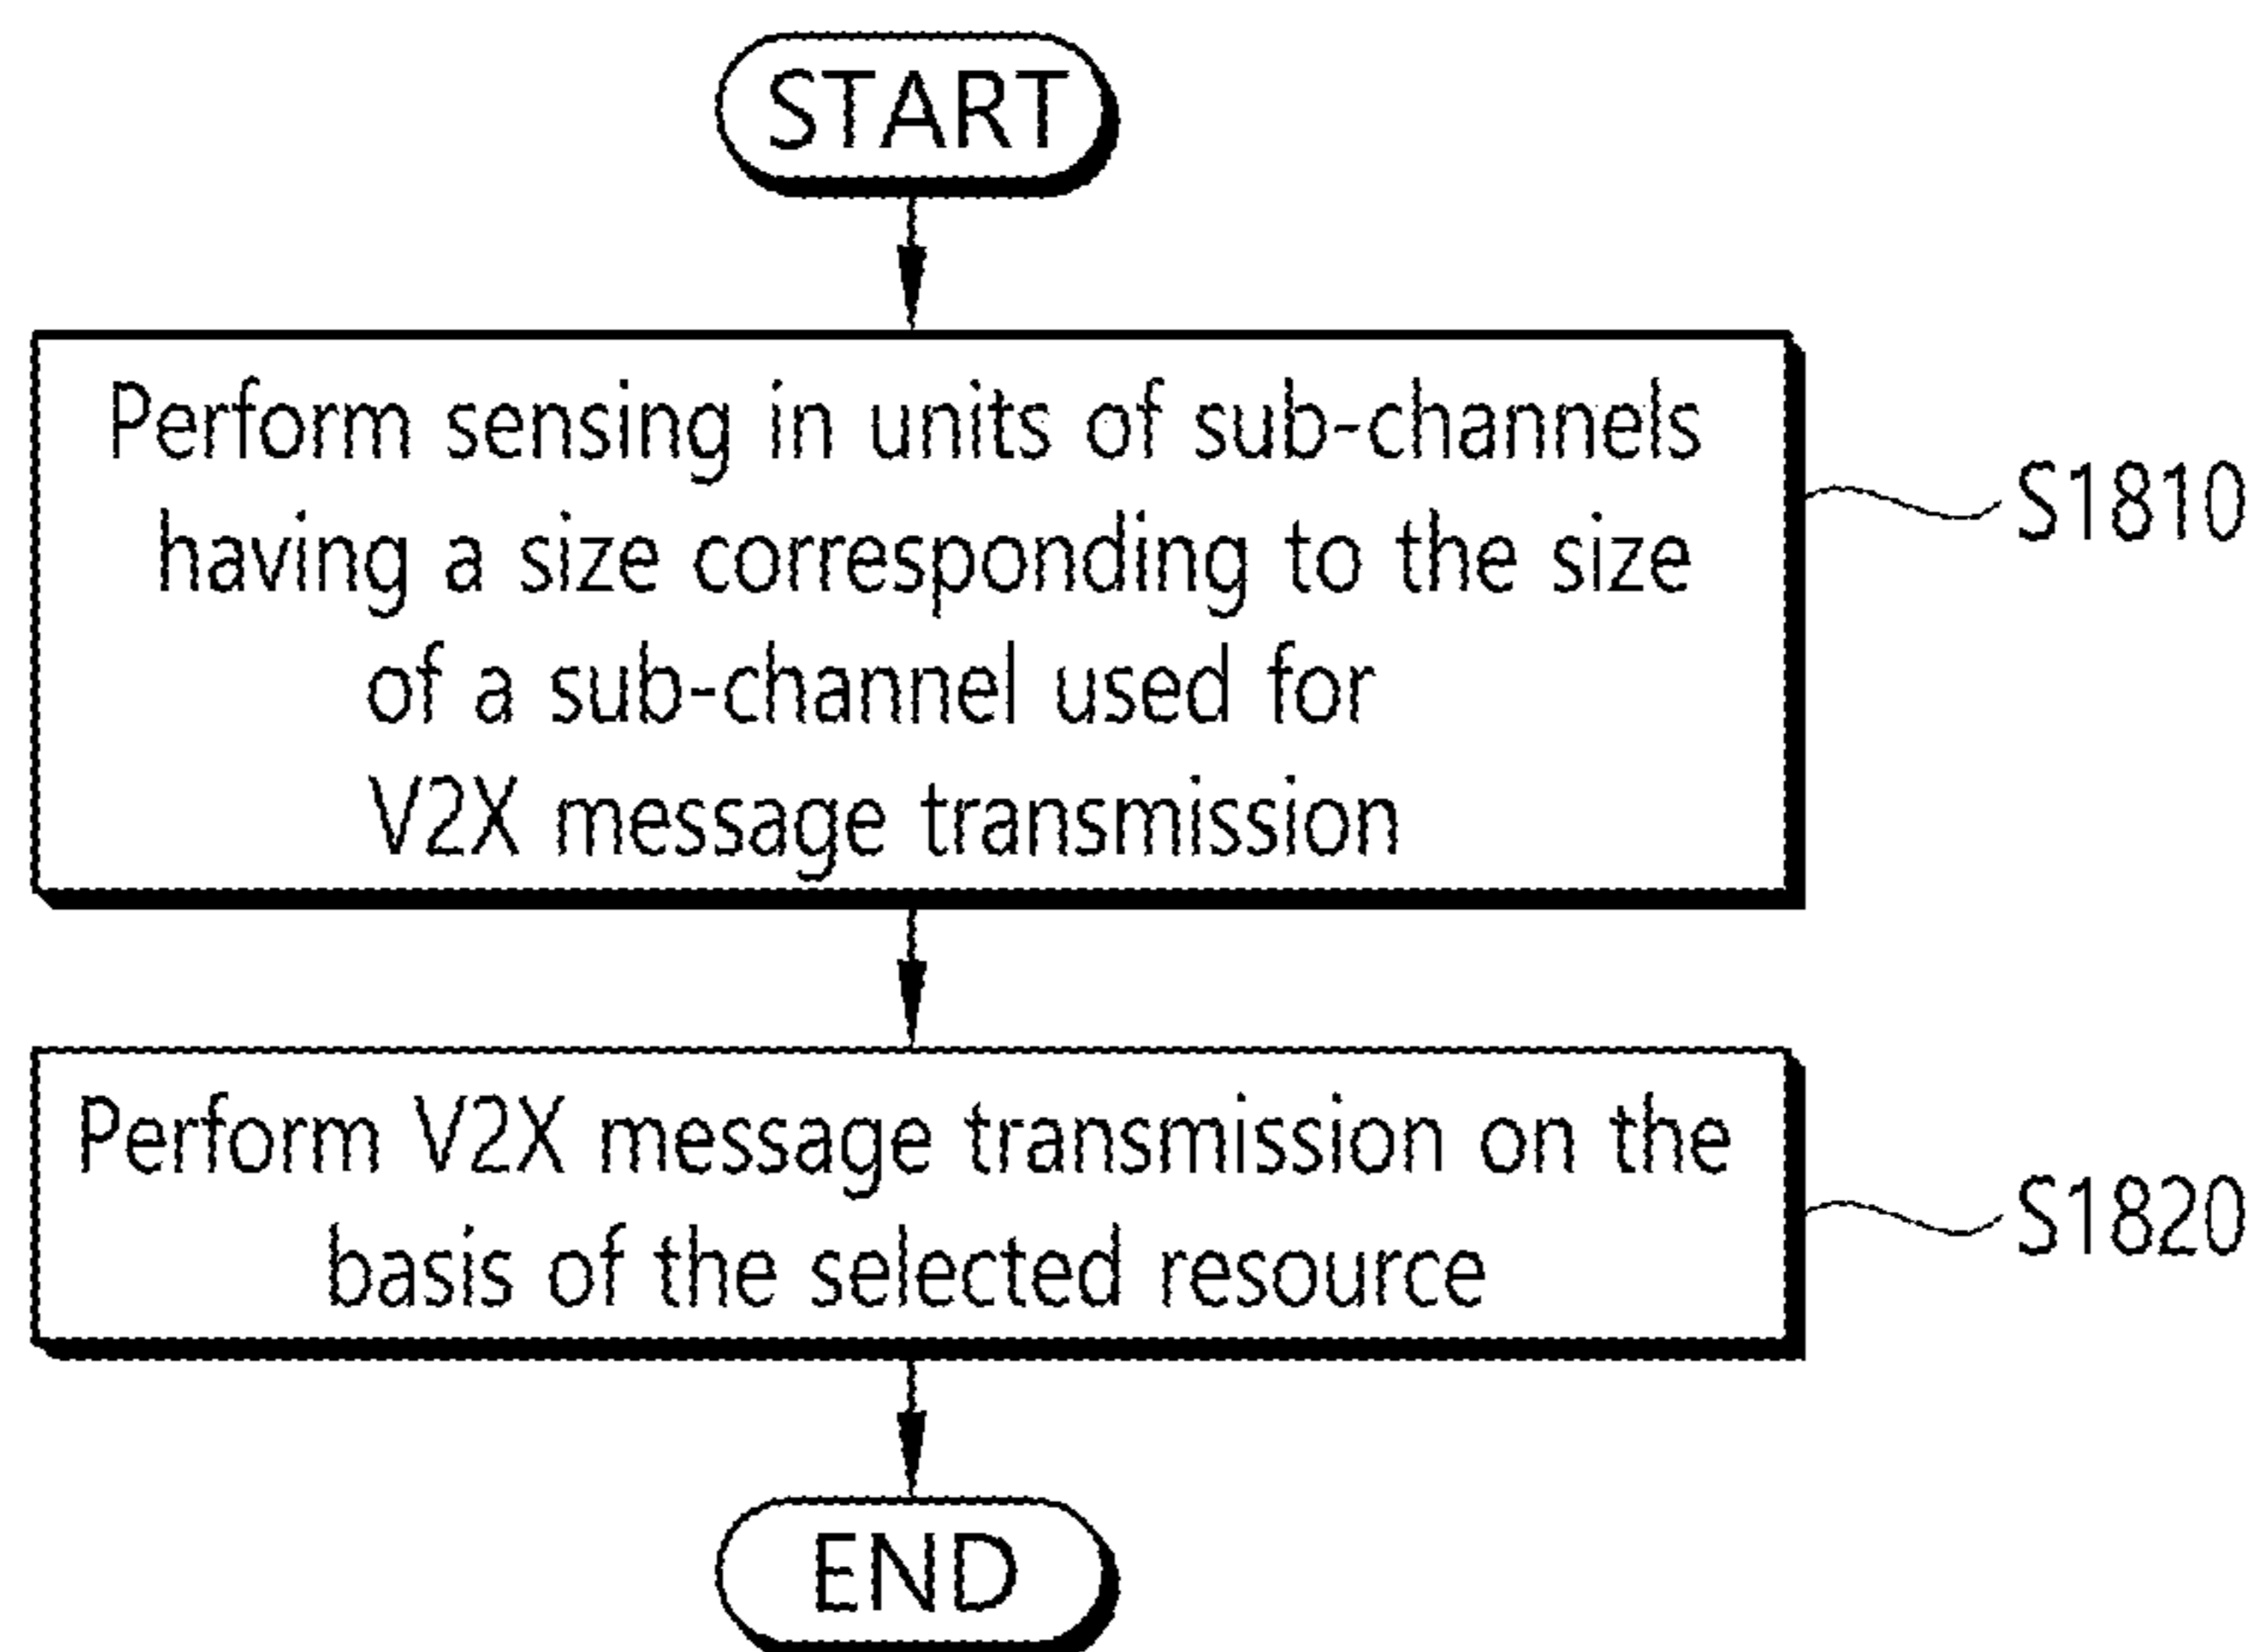 START
Perform sensing in units of sub-channels
having a size corresponding to the size
of a sub-channel used for
V2X message transmission
S1810
Perform V2X message transmission on the
basis of the selected resource
S1820
END